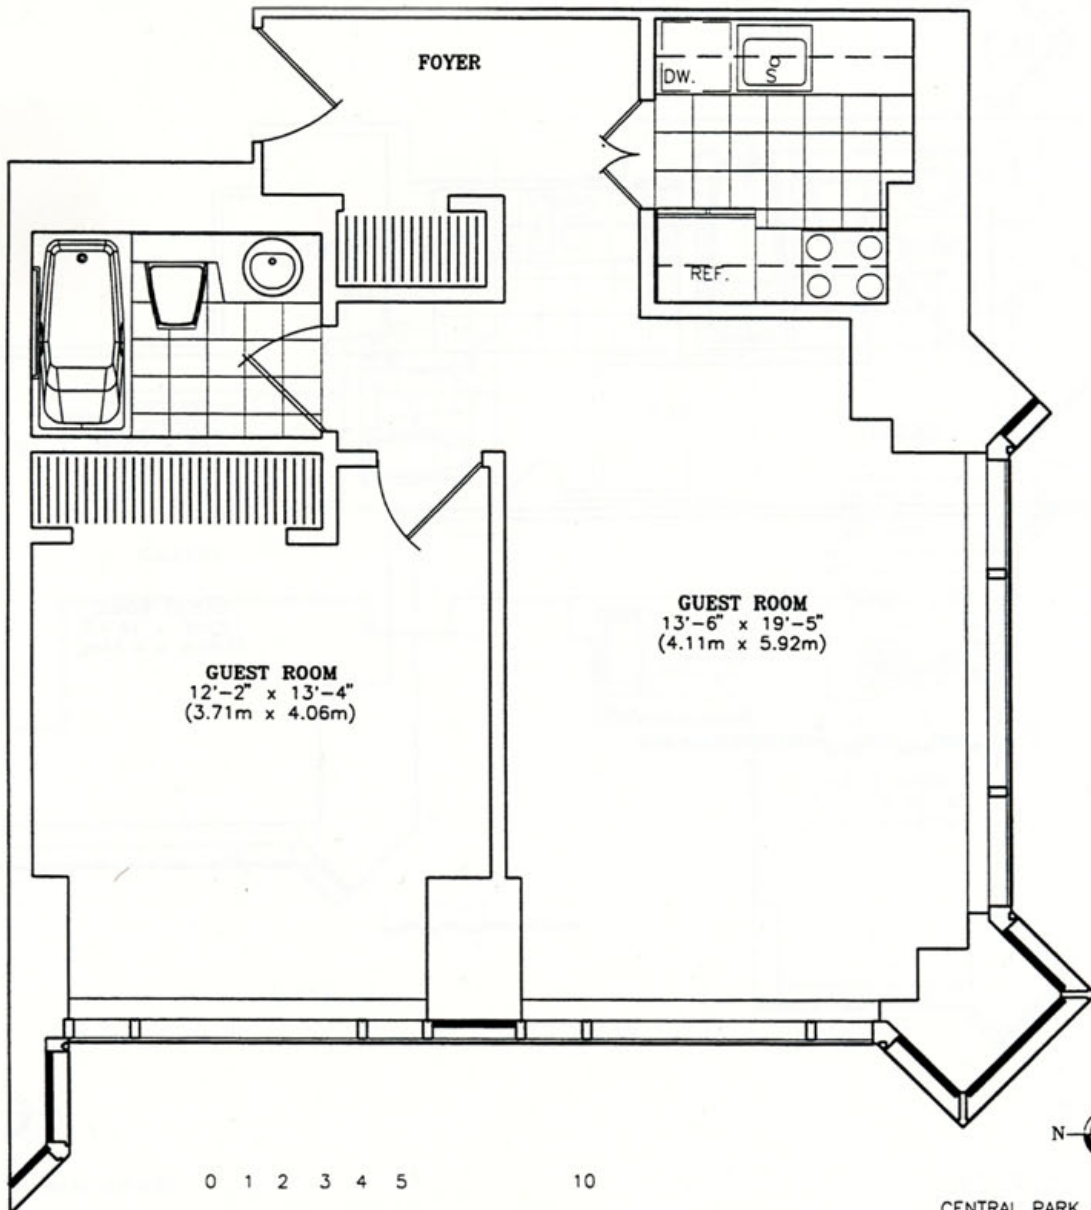 FOYER
DW.
S
REF.
GUEST ROOM
13'-6" x 19'-5"
(4.11m x 5.92m)
GUEST ROOM
12'-2" x 13'-4"
(3.71m x 4.06m)
N
0 1 2 3 4 5 10
CENTRAL PARK